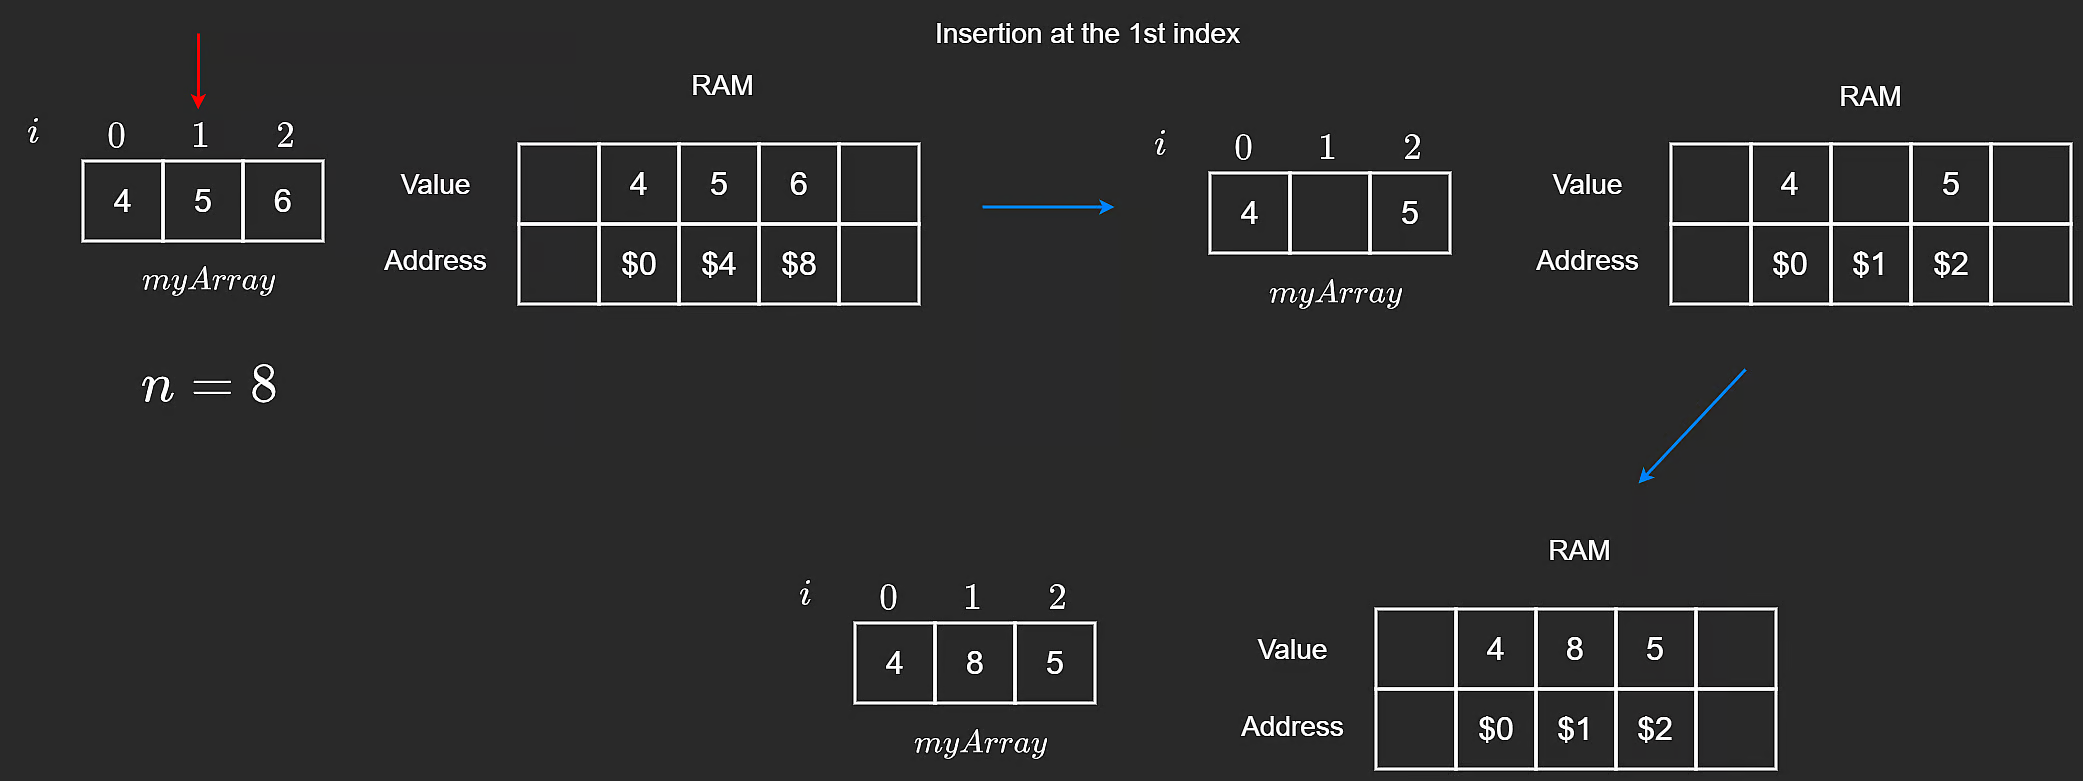 Insertion at the 1st index
RAM
i 0 1 2
4 5 6
myArray
Value 4 5 6
Address $0 $4 $8
n = 8
RAM
i 0 1 2
4 5
myArray
Value 4 5
Address $0 $1 $2
RAM
i 0 1 2
4 8 5
myArray
Value 4 8 5
Address $0 $1 $2